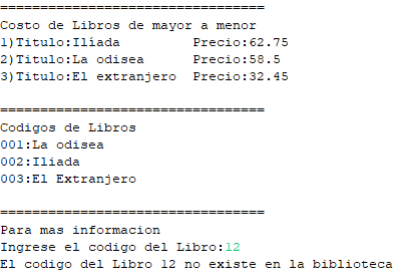 =================================
Costo de Libros de mayor a menor
1)Titulo:Ilíada Precio:62.75
2)Titulo:La odisea Precio:58.5
3)Titulo:El extranjero Precio:32.45
=================================
Codigos de Libros
001:La odisea
002:Iliada
003:El Extranjero
=================================
Para mas informacion
Ingrese el codigo del Libro:12
El codigo del Libro 12 no existe en la biblioteca